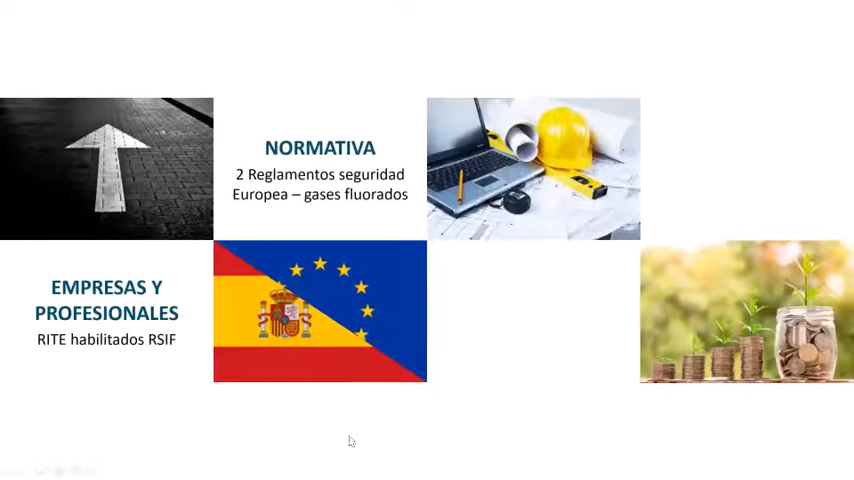 NORMATIVA
2 Reglamentos seguridad
Europea – gases fluorados
EMPRESAS Y
PROFESIONALES
RITE habilitados RSIF